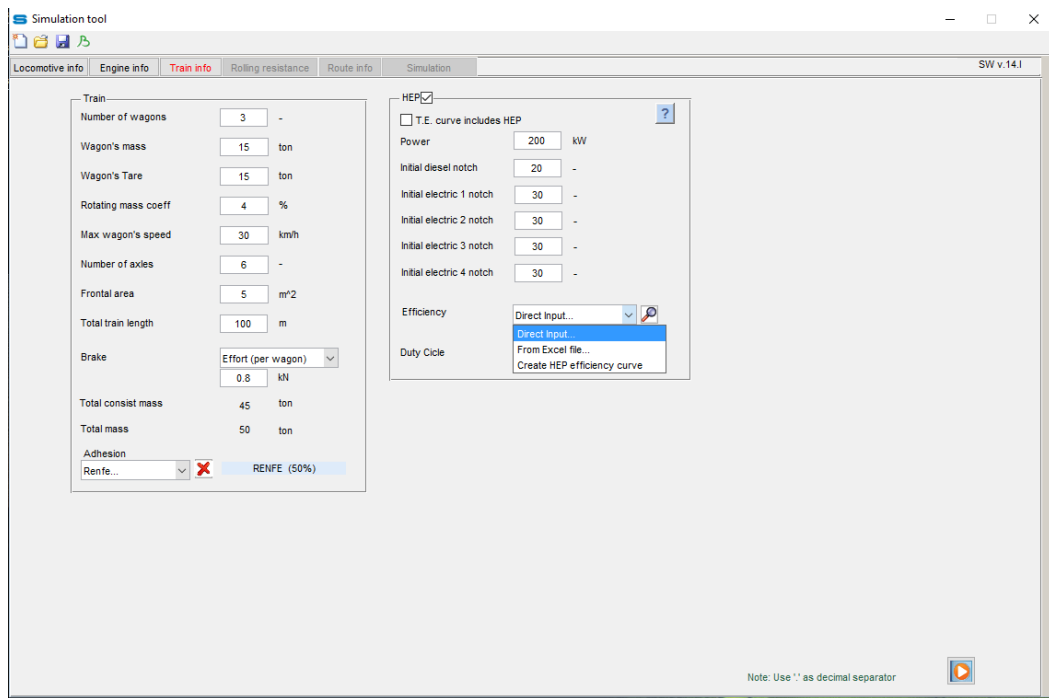 Simulation tool
Locomotive info Engine info Train info Rolling resistance Route info Simulation SW v.14.I
Train
Number of wagons 3 -
Wagon's mass 15 ton
Wagon's Tare 15 ton
Rotating mass coeff 4 %
Max wagon's speed 30 km/h
Number of axles 6 -
Frontal area 5 m^2
Total train length 100 m
Brake Effort (per wagon)
0.8 kN
Total consist mass 45 ton
Total mass 50 ton
Adhesion
Renfe... RENFE (50%)
HEP
?
T.E. curve includes HEP
Power 200 kW
Initial diesel notch 20 -
Initial electric 1 notch 30 -
Initial electric 2 notch 30 -
Initial electric 3 notch 30 -
Initial electric 4 notch 30 -
Efficiency Direct Input...
Direct Input...
From Excel file...
Duty Cicle
Create HEP efficiency curve
Note: Use '.' as decimal separator